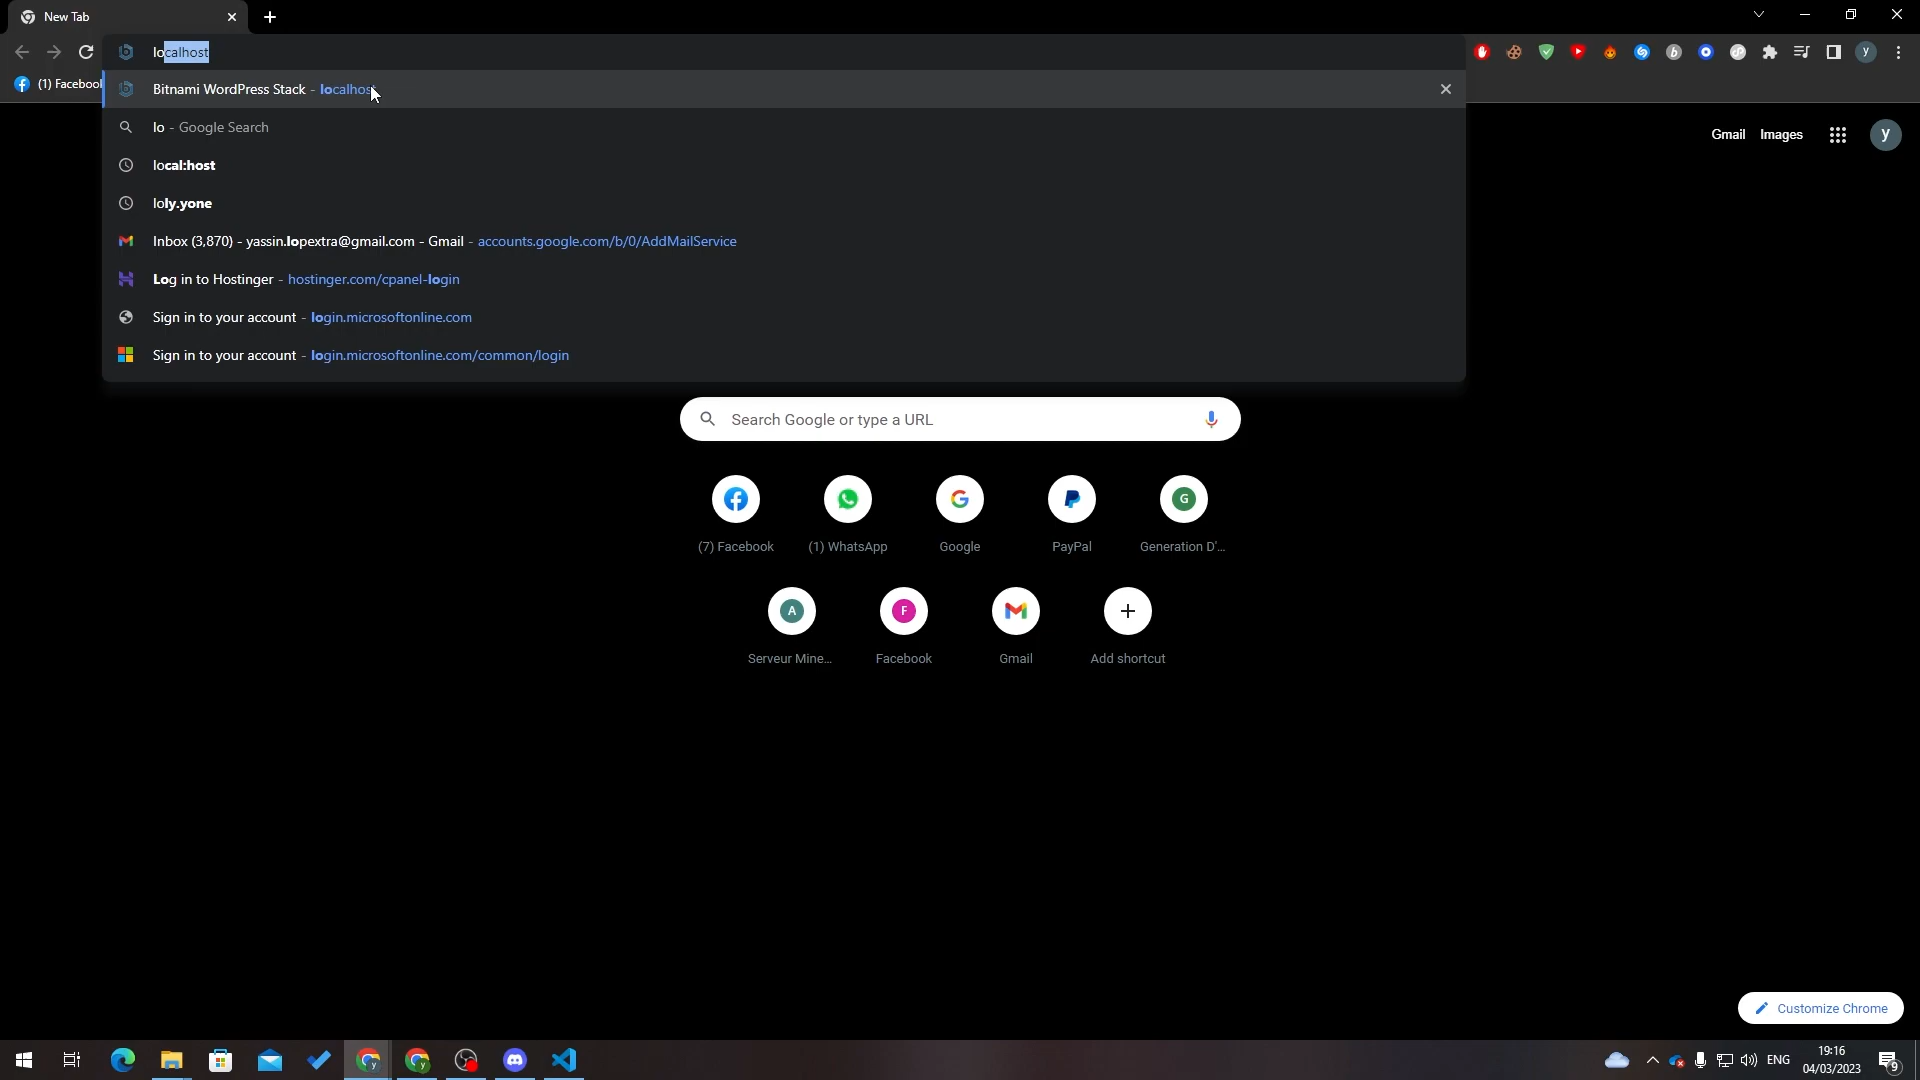 New Tab
localhost
(1) Facebook
Bitnami WordPress Stack - localhost
lo - Google Search
local:host
loly.yone
Inbox (3,870) - yassin.lopextra@gmail.com - Gmail - accounts.google.com/b/0/AddMailService
Log in to Hostinger - hostinger.com/cpanel-login
Sign in to your account - login.microsoftonline.com
Sign in to your account - login.microsoftonline.com/common/login
Gmail Images y
Search Google or type a URL
(7) Facebook (1) WhatsApp Google PayPal Generation D'...
Serveur Mine... Facebook Gmail Add shortcut
Customize Chrome
ENG
19:16
04/03/2023
9